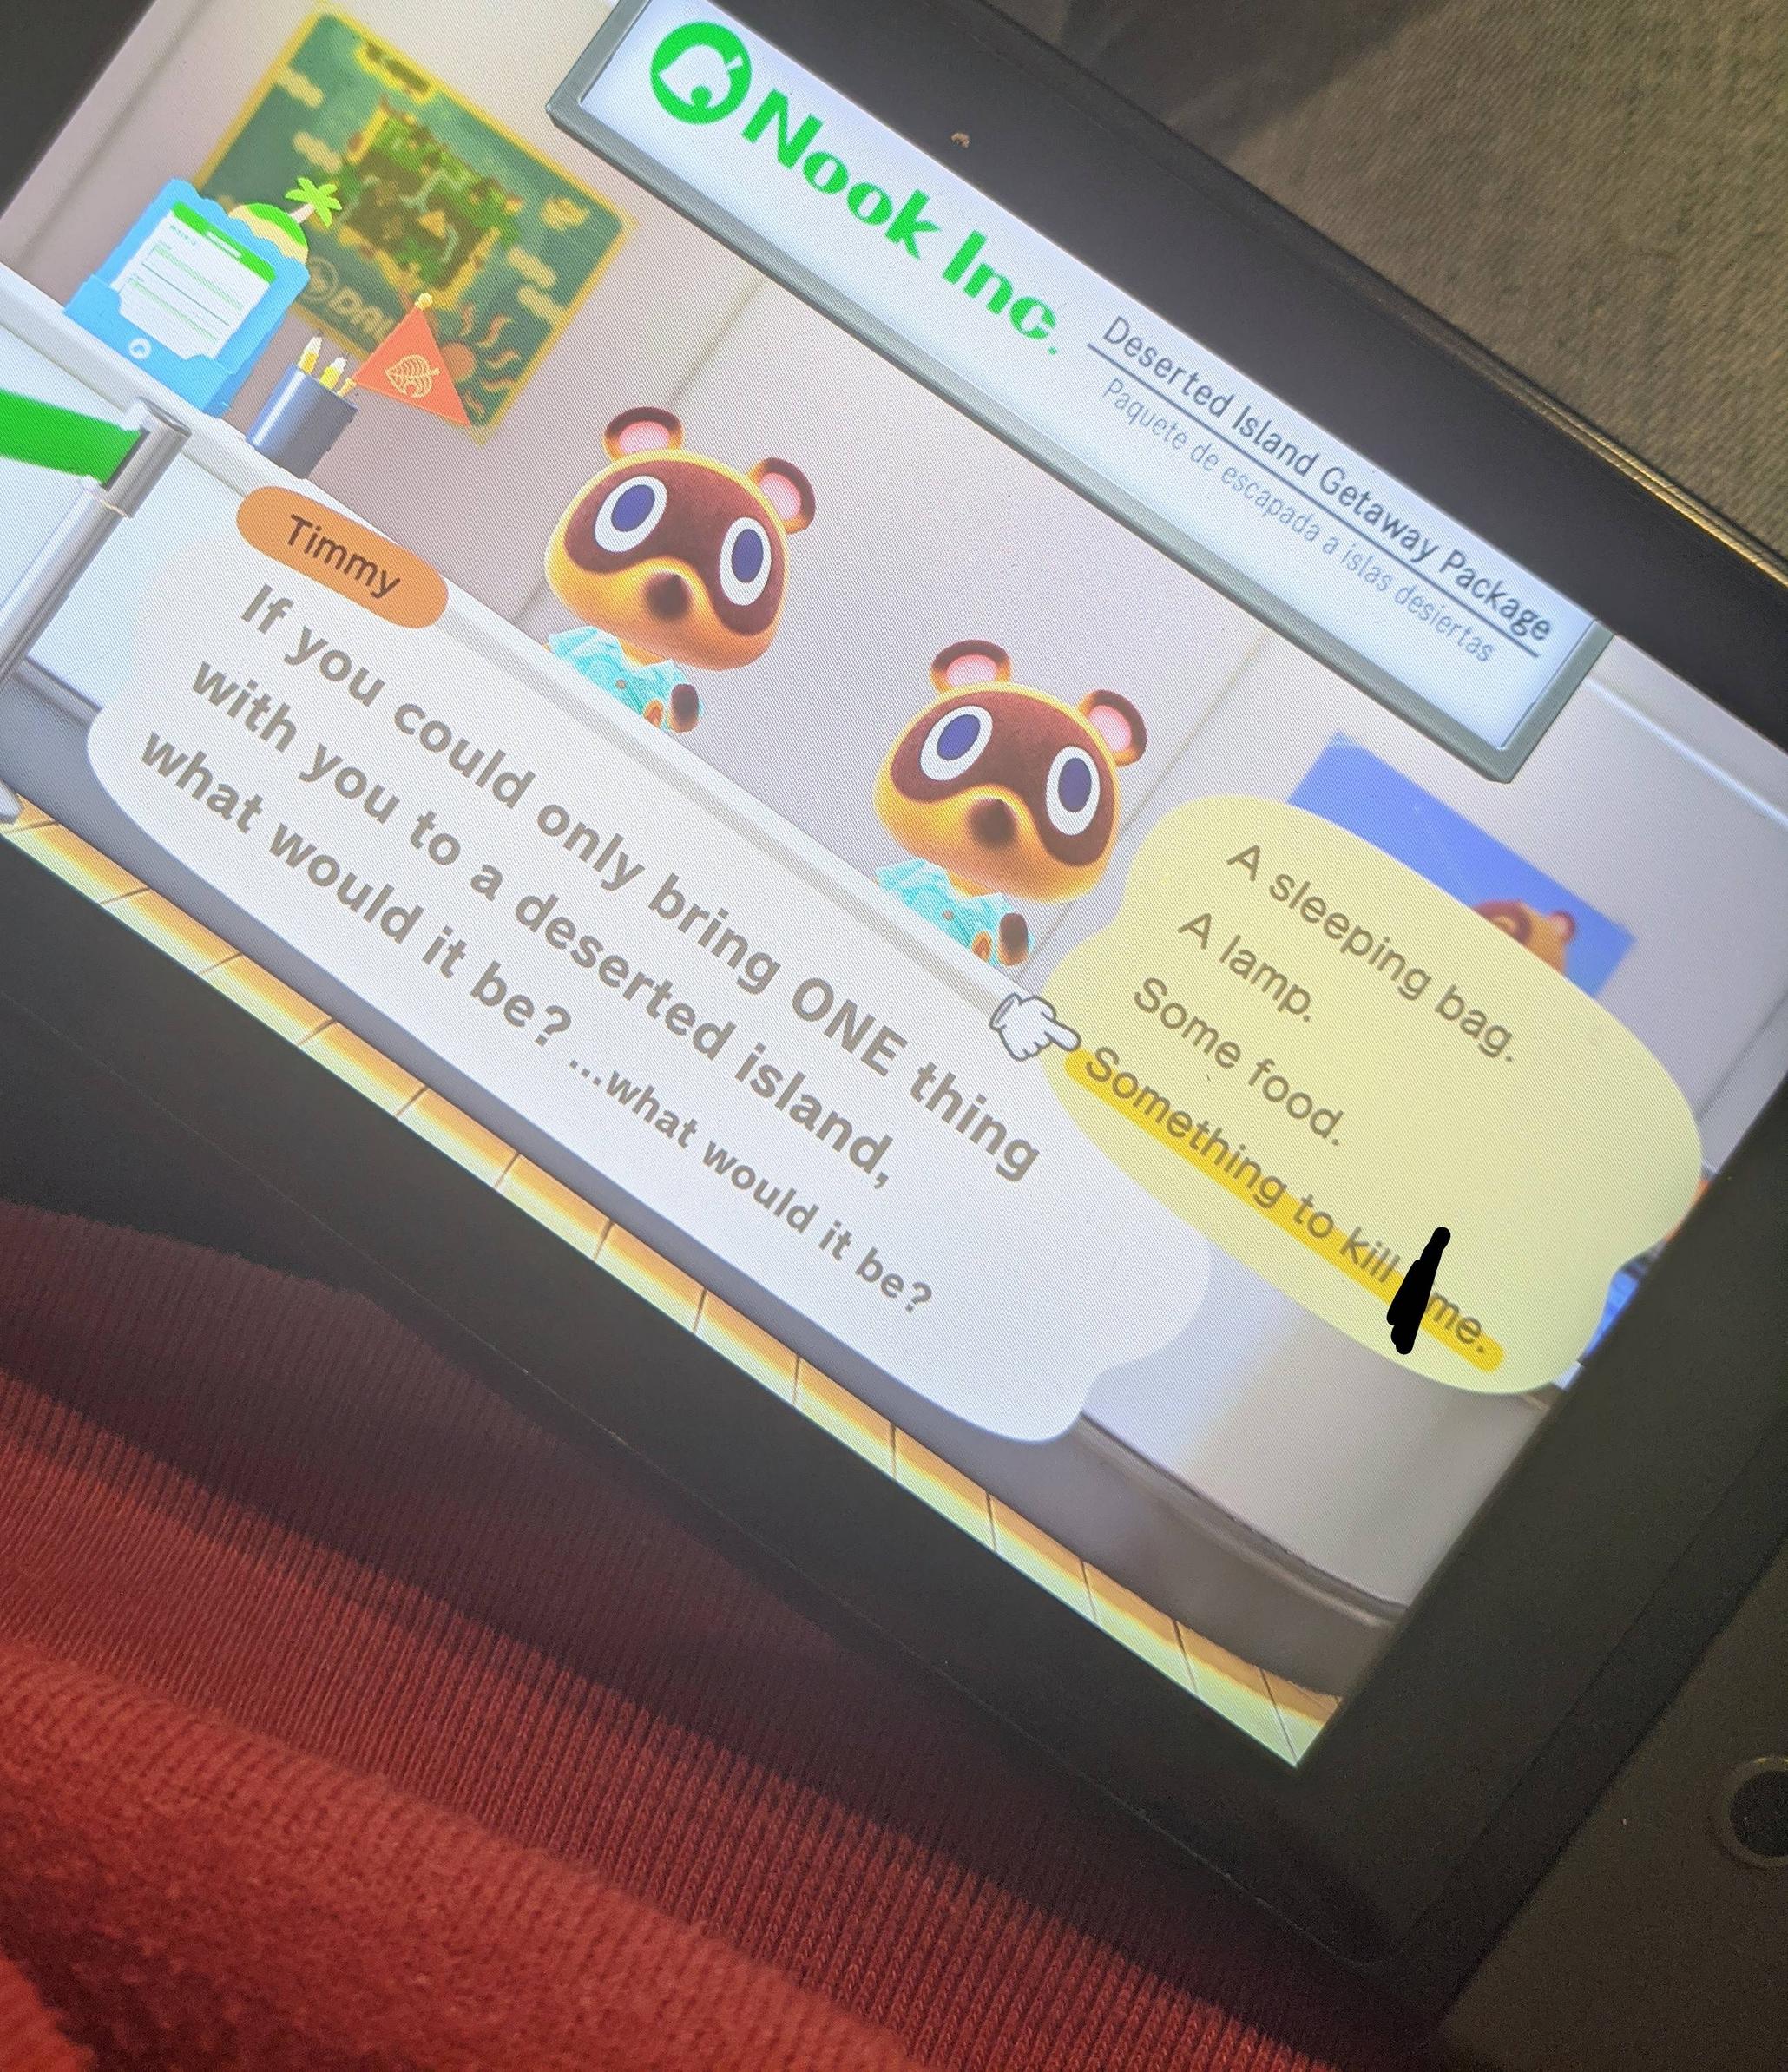 Nook Inc.
Deserted Island Getaway Package
Paquete de escapada a islas desiertas
Timmy
If you could only bring ONE thing
with you to a deserted island,
what would it be? ...what would it be?
A sleeping bag.
A lamp.
Some food.
Something to kill me.